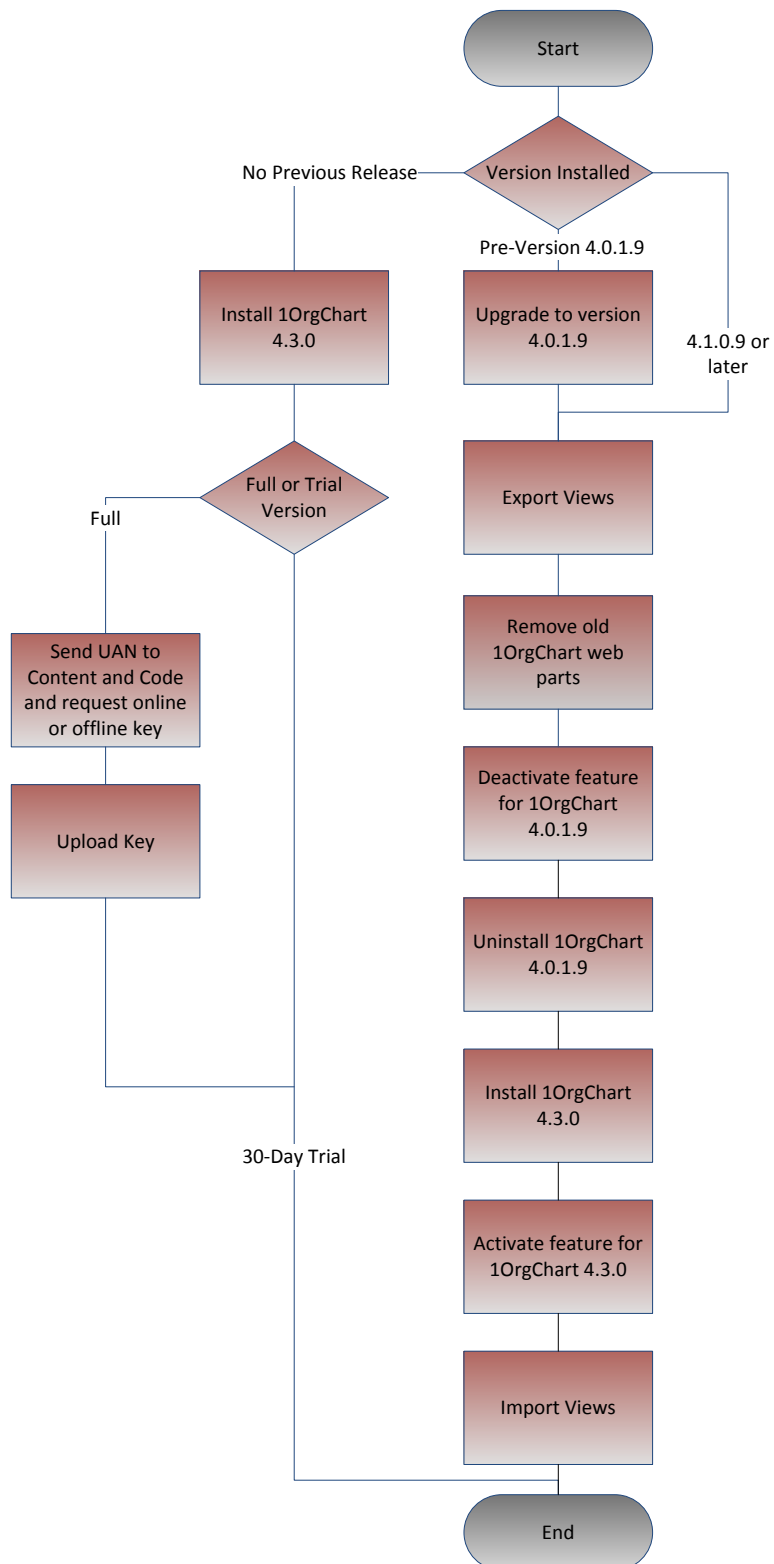 Start
Version Installed
No Previous Release
Pre-Version 4.0.1.9
4.1.0.9 or
later
Install 1OrgChart
4.3.0
Upgrade to version
4.0.1.9
Full or Trial
Version
Full
Export Views
Send UAN to
Content and Code
and request online
or offline key
Remove old
1OrgChart web
parts
Upload Key
Deactivate feature
for 1OrgChart
4.0.1.9
Uninstall 1OrgChart
4.0.1.9
Install 1OrgChart
4.3.0
30-Day Trial
Activate feature for
1OrgChart 4.3.0
Import Views
End